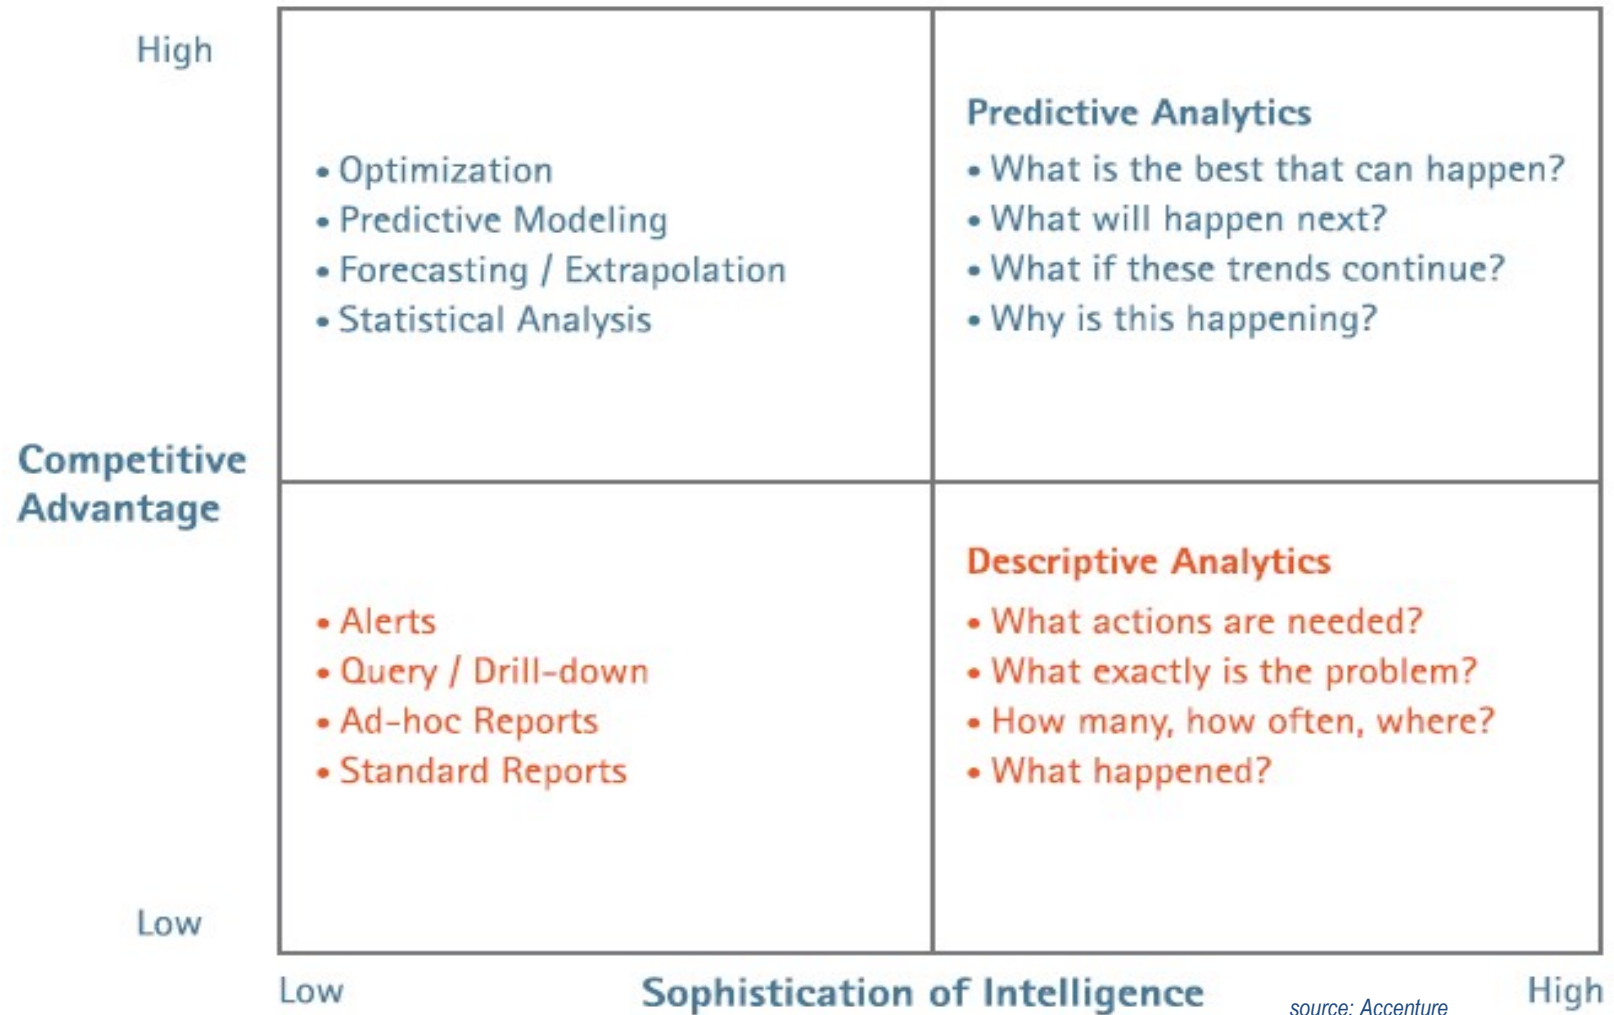 High
• Optimization
• Predictive Modeling
• Forecasting / Extrapolation
• Statistical Analysis
Predictive Analytics
• What is the best that can happen?
• What will happen next?
• What if these trends continue?
• Why is this happening?
Competitive
Advantage
• Alerts
• Query / Drill-down
• Ad-hoc Reports
• Standard Reports
Descriptive Analytics
• What actions are needed?
• What exactly is the problem?
• How many, how often, where?
• What happened?
Low
Low
Sophistication of Intelligence
High
source: Accenture